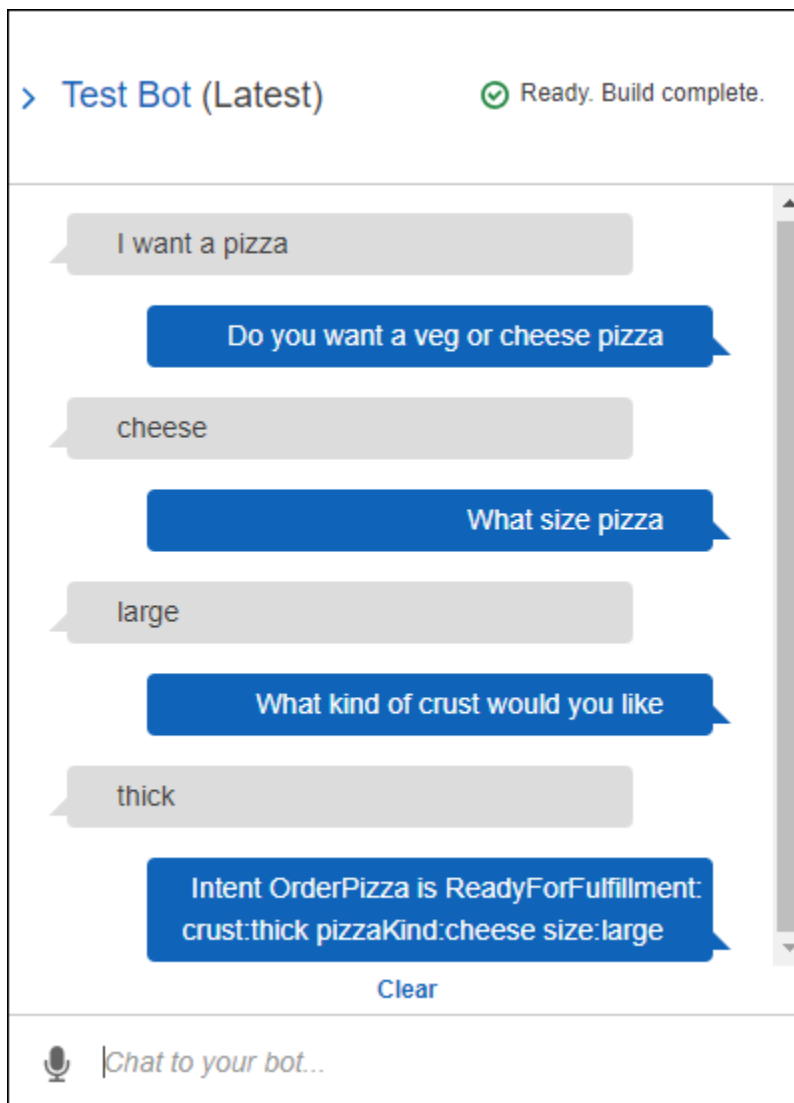 Test Bot (Latest)
Ready. Build complete.
I want a pizza
Do you want a veg or cheese pizza
cheese
What size pizza
large
What kind of crust would you like
thick
Intent OrderPizza is ReadyForFulfillment:
crust:thick pizzaKind:cheese size:large
Clear
Chat to your bot...